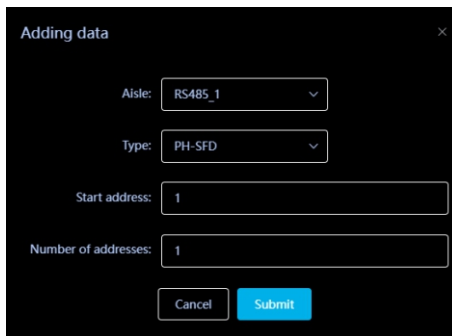 Adding data ×
Aisle: RS485_1
Type: PH-SFD
Start address: 1
Number of addresses: 1
Cancel Submit